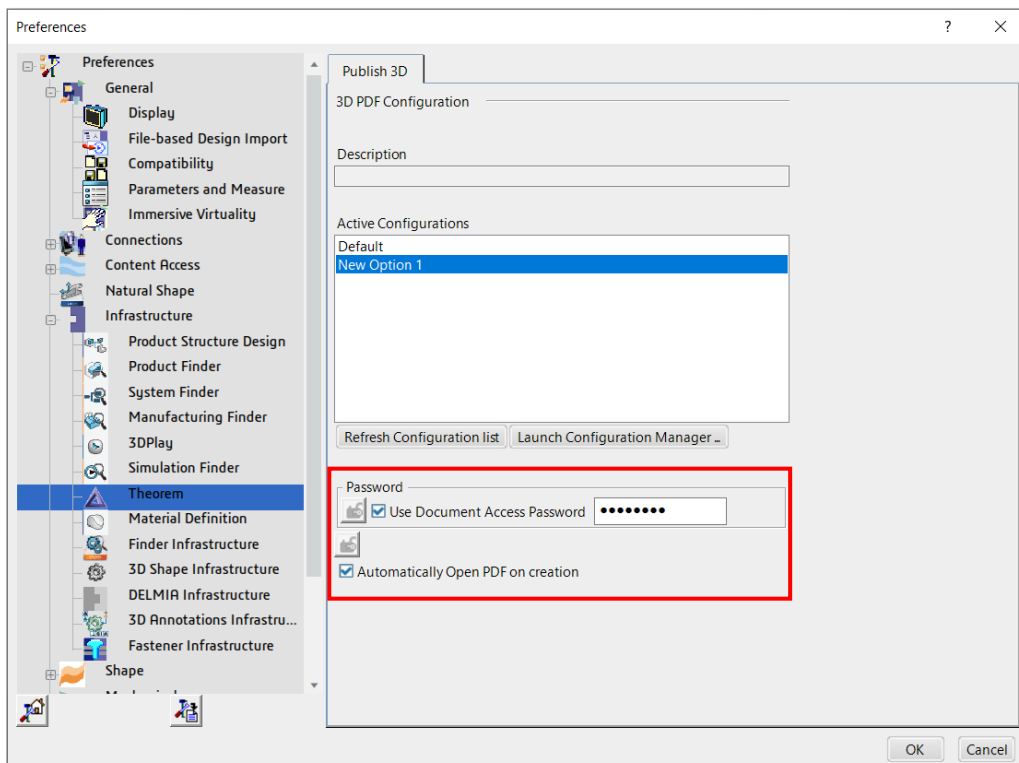 Preferences
?
Preferences
General
Display
File-based Design Import
Compatibility
Parameters and Measure
Immersive Virtuality
Connections
Content Access
Natural Shape
Infrastructure
Product Structure Design
Product Finder
System Finder
Manufacturing Finder
3DPlay
Simulation Finder
Theorem
Material Definition
Finder Infrastructure
3D Shape Infrastructure
DELMIA Infrastructure
3D Annotations Infrastru...
Fastener Infrastructure
Shape
Publish 3D
3D PDF Configuration
Description
Active Configurations
Default
New Option 1
Refresh Configuration list
Launch Configuration Manager ...
Password
Use Document Access Password ••••••••
Automatically Open PDF on creation
OK
Cancel